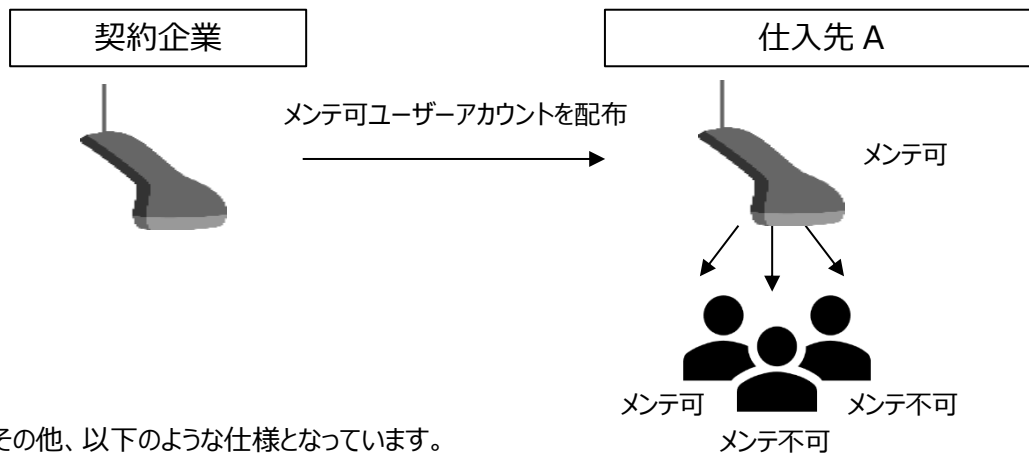 契約企業
仕入先 A
メンテ可ユーザーアカウントを配布
メンテ可
メンテ可
メンテ不可
メンテ不可
その他、以下のような仕様となっています。